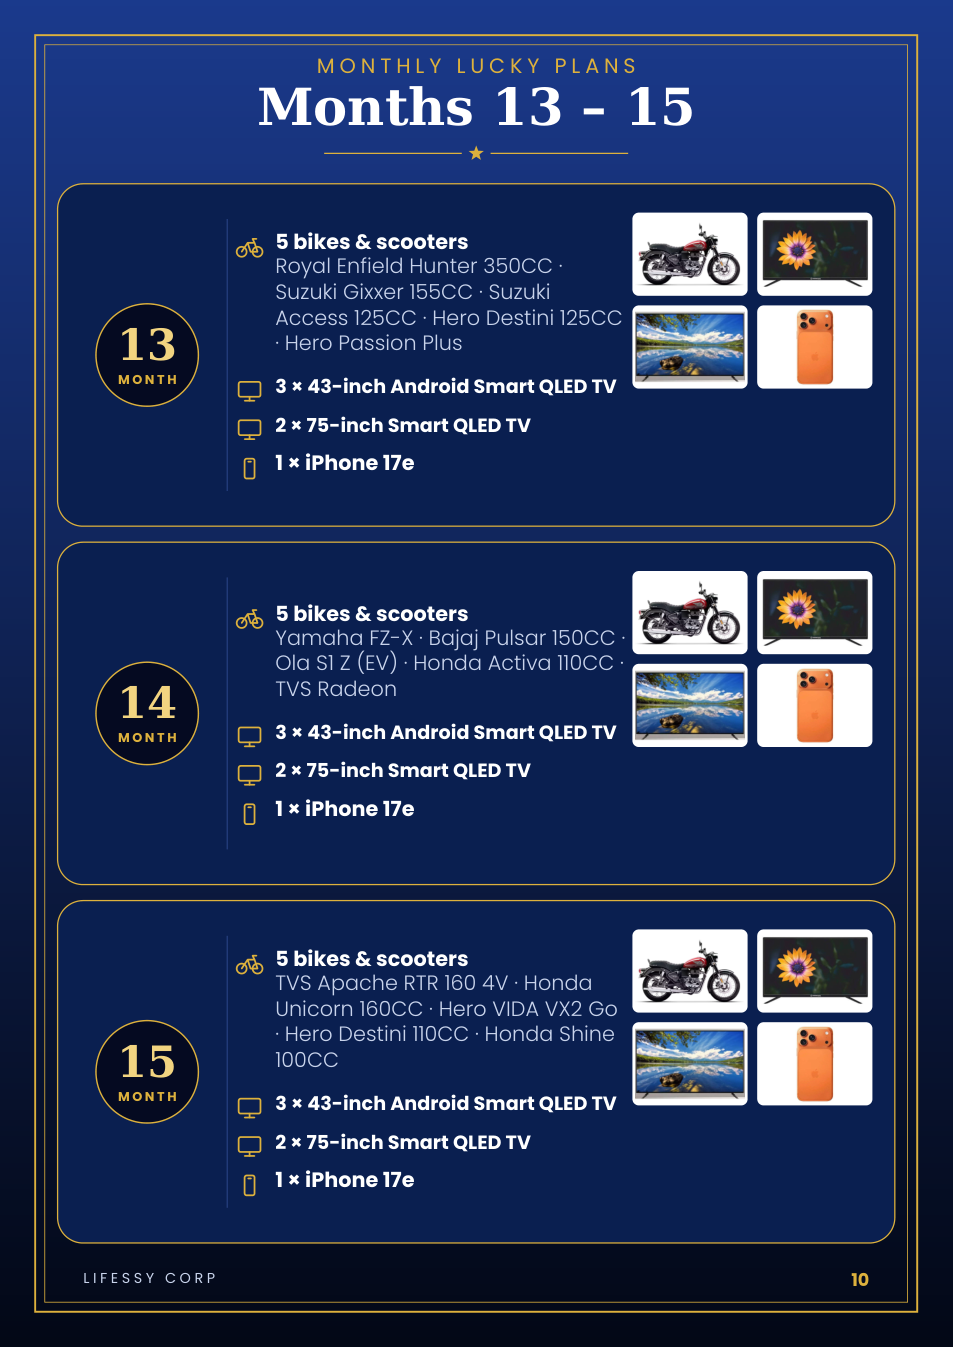 MONTHLY LUCKY PLANS
Months 13 – 15
13
MONTH
5 bikes & scooters
Royal Enfield Hunter 350CC ·
Suzuki Gixxer 155CC · Suzuki
Access 125CC · Hero Destini 125CC
· Hero Passion Plus
3 × 43-inch Android Smart QLED TV
2 × 75-inch Smart QLED TV
1 × iPhone 17e
14
MONTH
5 bikes & scooters
Yamaha FZ-X · Bajaj Pulsar 150CC ·
Ola S1 Z (EV) · Honda Activa 110CC ·
TVS Radeon
3 × 43-inch Android Smart QLED TV
2 × 75-inch Smart QLED TV
1 × iPhone 17e
15
MONTH
5 bikes & scooters
TVS Apache RTR 160 4V · Honda
Unicorn 160CC · Hero VIDA VX2 Go
· Hero Destini 110CC · Honda Shine
100CC
3 × 43-inch Android Smart QLED TV
2 × 75-inch Smart QLED TV
1 × iPhone 17e
LIFESSY CORP
10